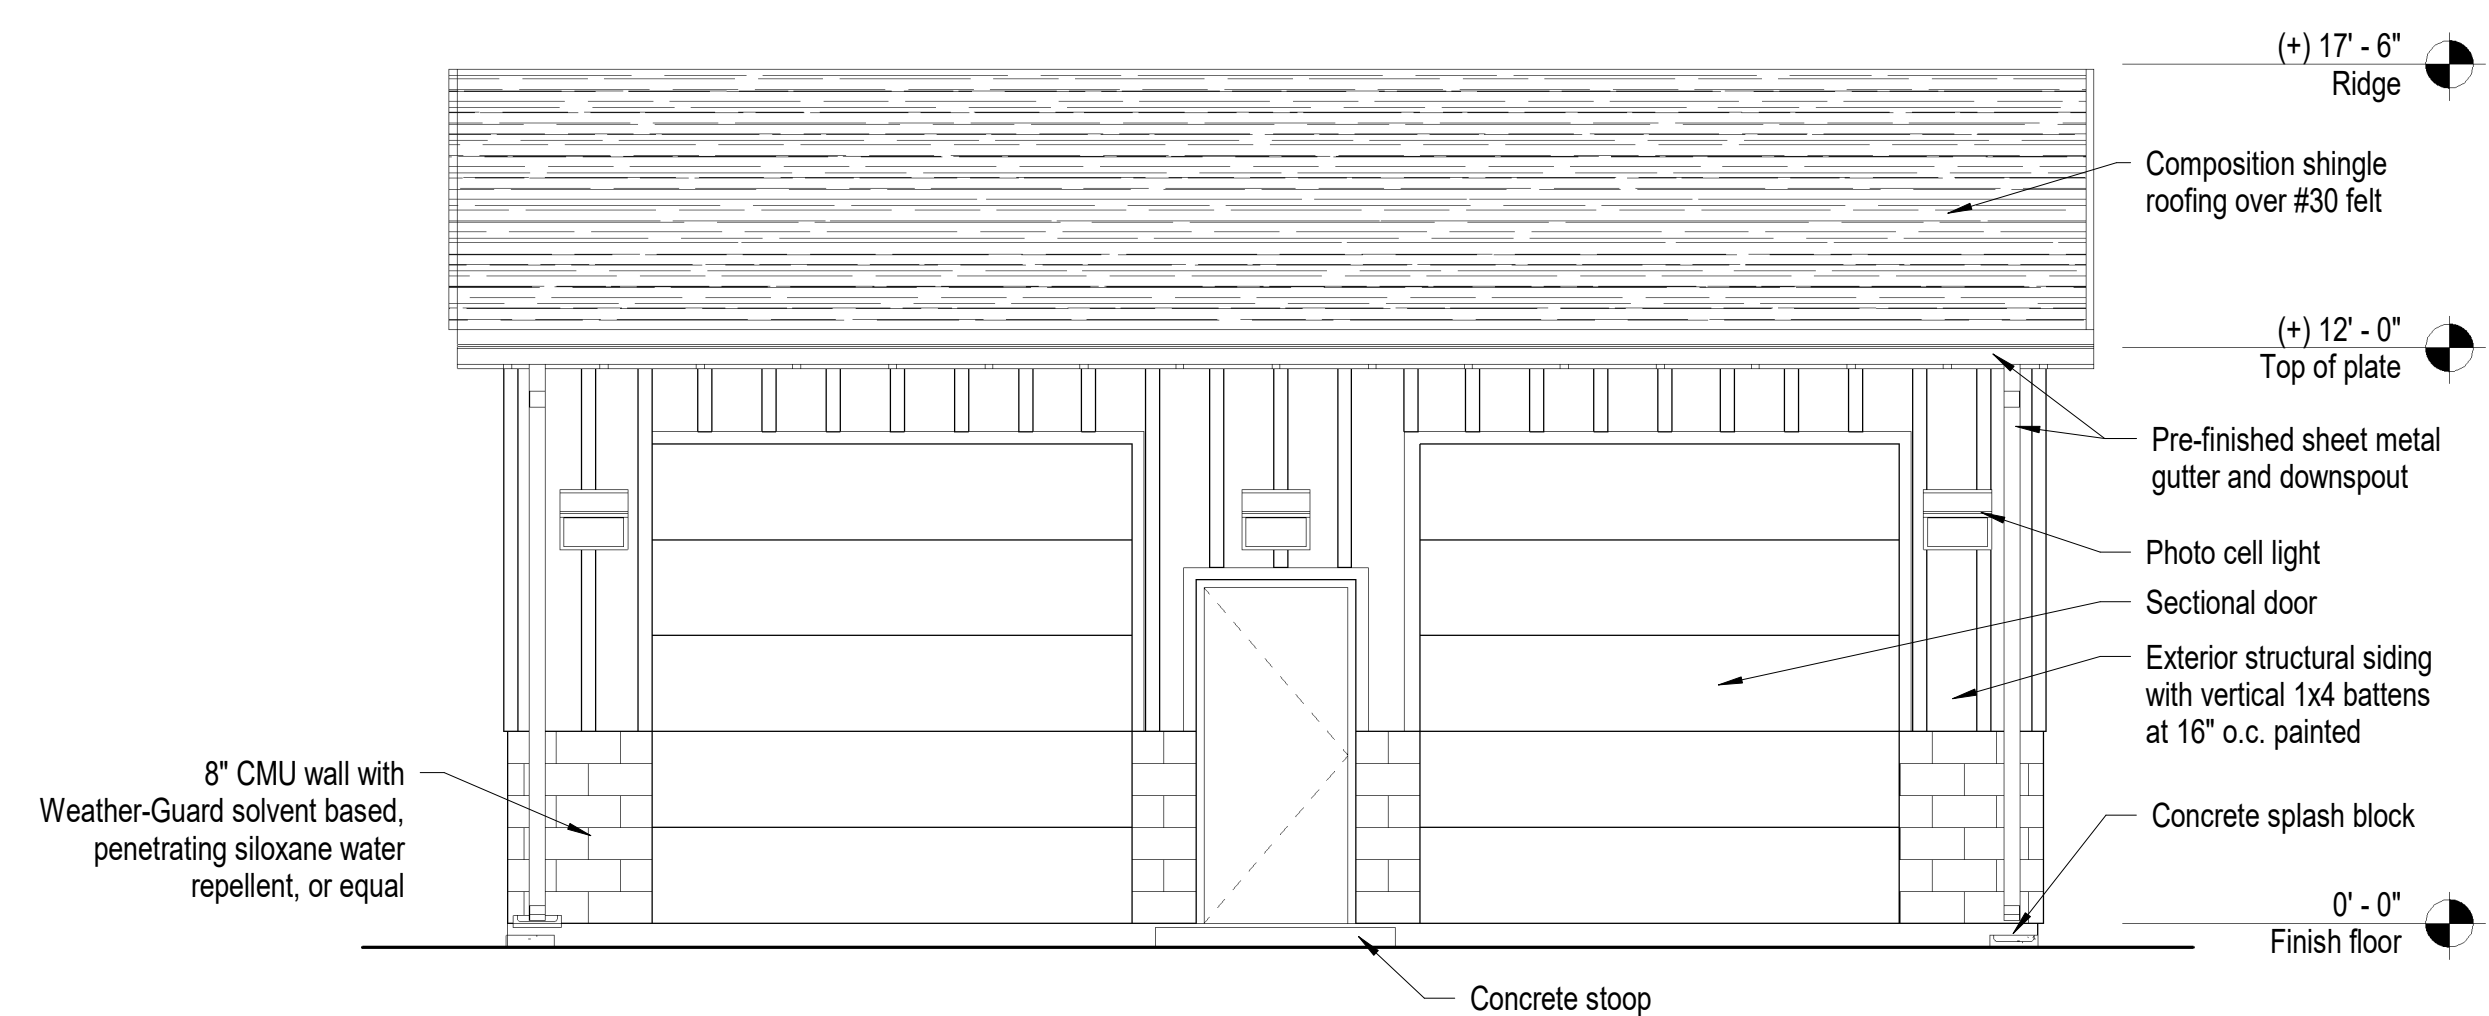 (+) 17' - 6"
Ridge
Composition shingle
roofing over #30 felt
(+) 12' - 0"
Top of plate
Pre-finished sheet metal
gutter and downspout
Photo cell light
Sectional door
Exterior structural siding
with vertical 1x4 battens
at 16" o.c. painted
8" CMU wall with
Weather-Guard solvent based,
penetrating siloxane water
repellent, or equal
Concrete splash block
0' - 0"
Finish floor
Concrete stoop